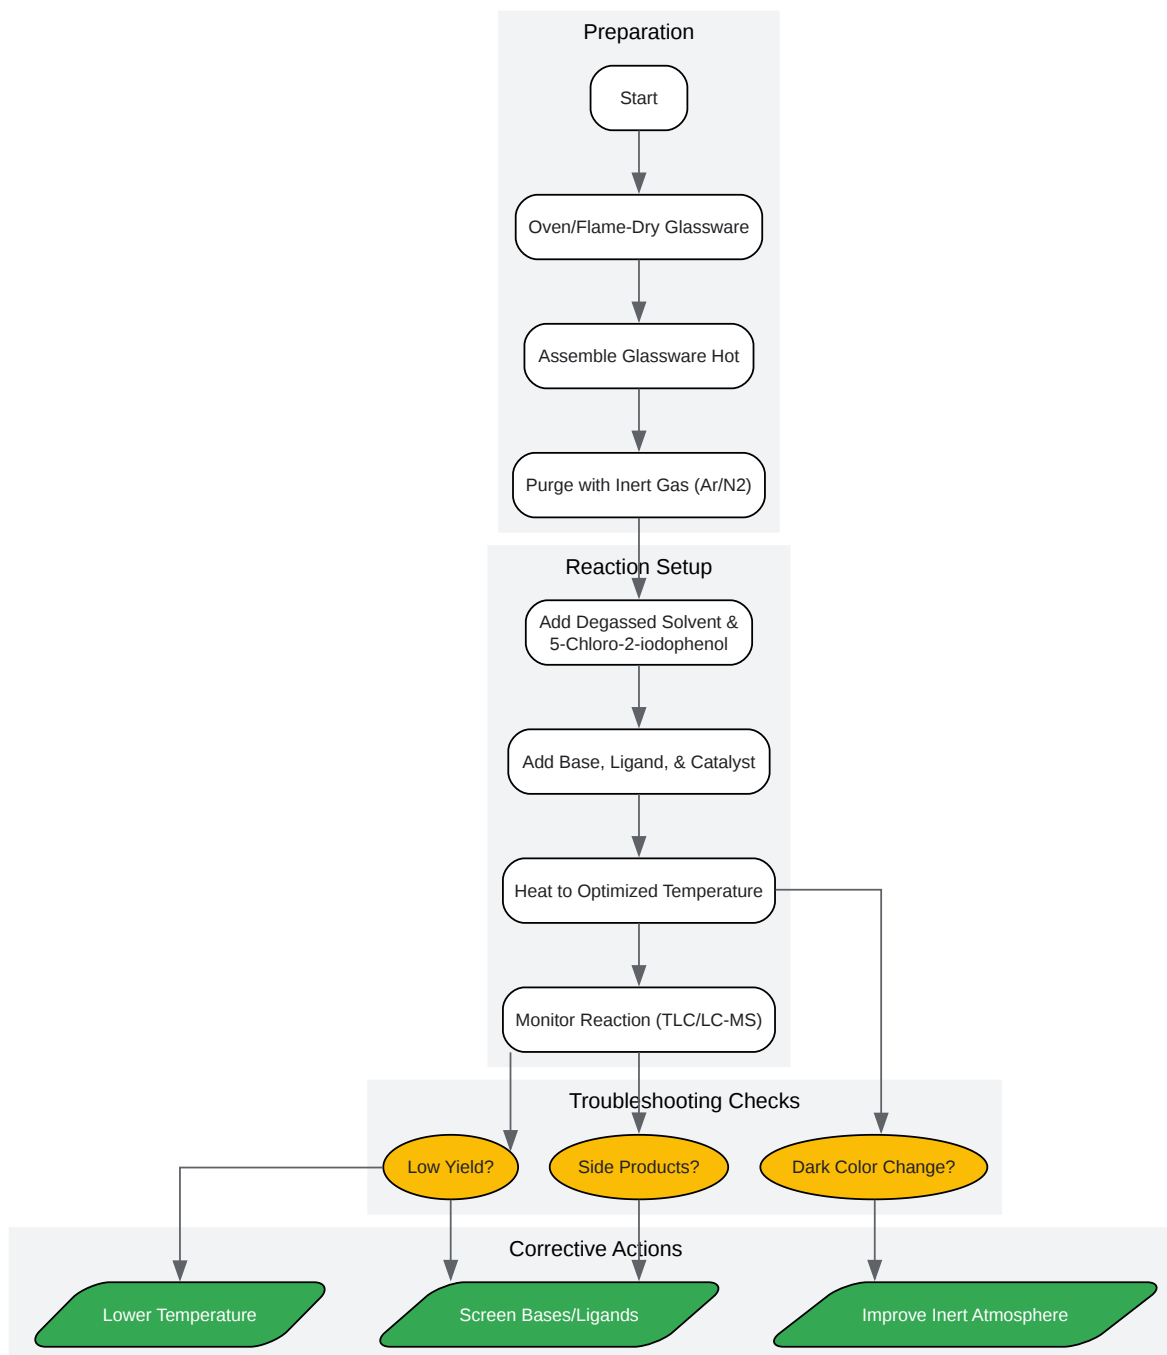 Preparation
Start
Oven/Flame-Dry Glassware
Assemble Glassware Hot
Purge with Inert Gas (Ar/N2)
Reaction Setup
Add Degassed Solvent &
5-Chloro-2-iodophenol
Add Base, Ligand, & Catalyst
Heat to Optimized Temperature
Monitor Reaction (TLC/LC-MS)
Troubleshooting Checks
Low Yield?
Side Products?
Dark Color Change?
Corrective Actions
Lower Temperature
Screen Bases/Ligands
Improve Inert Atmosphere